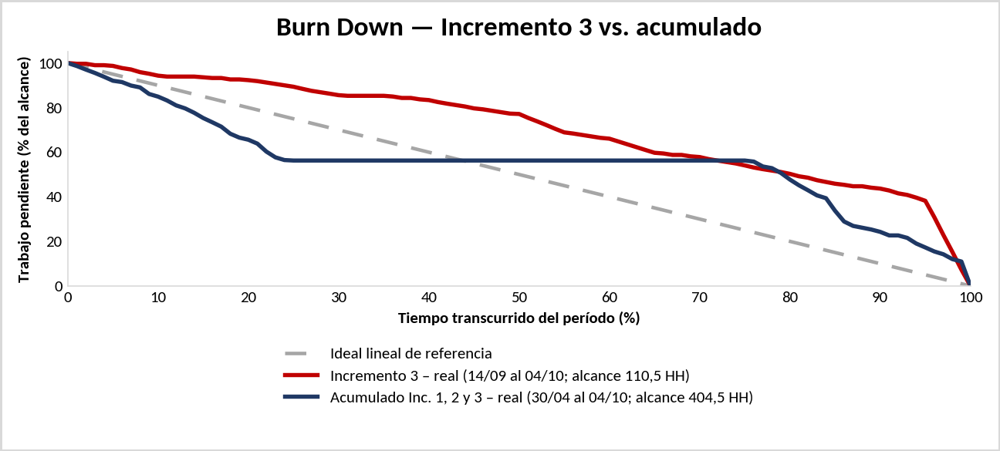 Burn Down — Incremento 3 vs. acumulado
Trabajo pendiente (% del alcance)
100
80
60
40
20
0
0 10 20 30 40 50 60 70 80 90 100
Tiempo transcurrido del período (%)
Ideal lineal de referencia
Incremento 3 – real (14/09 al 04/10; alcance 110,5 HH)
Acumulado Inc. 1, 2 y 3 – real (30/04 al 04/10; alcance 404,5 HH)